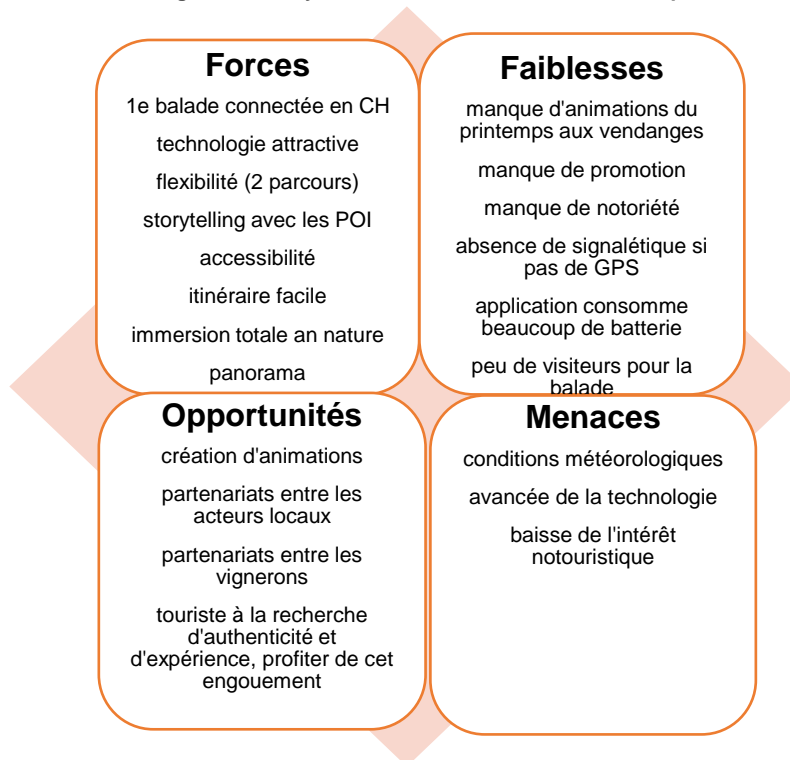 Forces
1e balade connectée en CH
technologie attractive
flexibilité (2 parcours)
storytelling avec les POI
accessibilité
itinéraire facile
immersion totale an nature
panorama
Faiblesses
manque d'animations du
printemps aux vendanges
manque de promotion
manque de notoriété
absence de signalétique si
pas de GPS
application consomme
beaucoup de batterie
peu de visiteurs pour la
balade
Opportunités
création d'animations
partenariats entre les
acteurs locaux
partenariats entre les
vignerons
touriste à la recherche
d'authenticité et
d'expérience, profiter de cet
engouement
Menaces
conditions météorologiques
avancée de la technologie
baisse de l'intérêt
notouristique